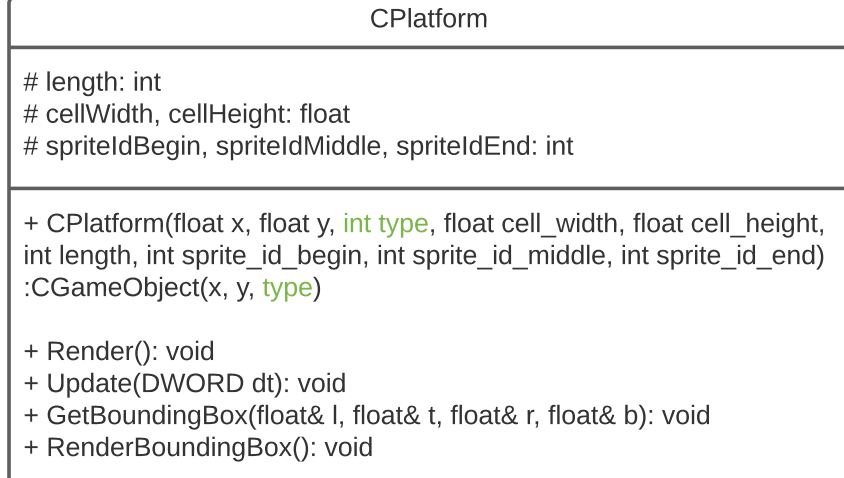 CPlatform
# length: int
# cellWidth, cellHeight: float
# spriteIdBegin, spriteIdMiddle, spriteIdEnd: int
+ CPlatform(float x, float y, int type, float cell_width, float cell_height,
int length, int sprite_id_begin, int sprite_id_middle, int sprite_id_end)
:CGameObject(x, y, type)
+ Render(): void
+ Update(DWORD dt): void
+ GetBoundingBox(float& l, float& t, float& r, float& b): void
+ RenderBoundingBox(): void